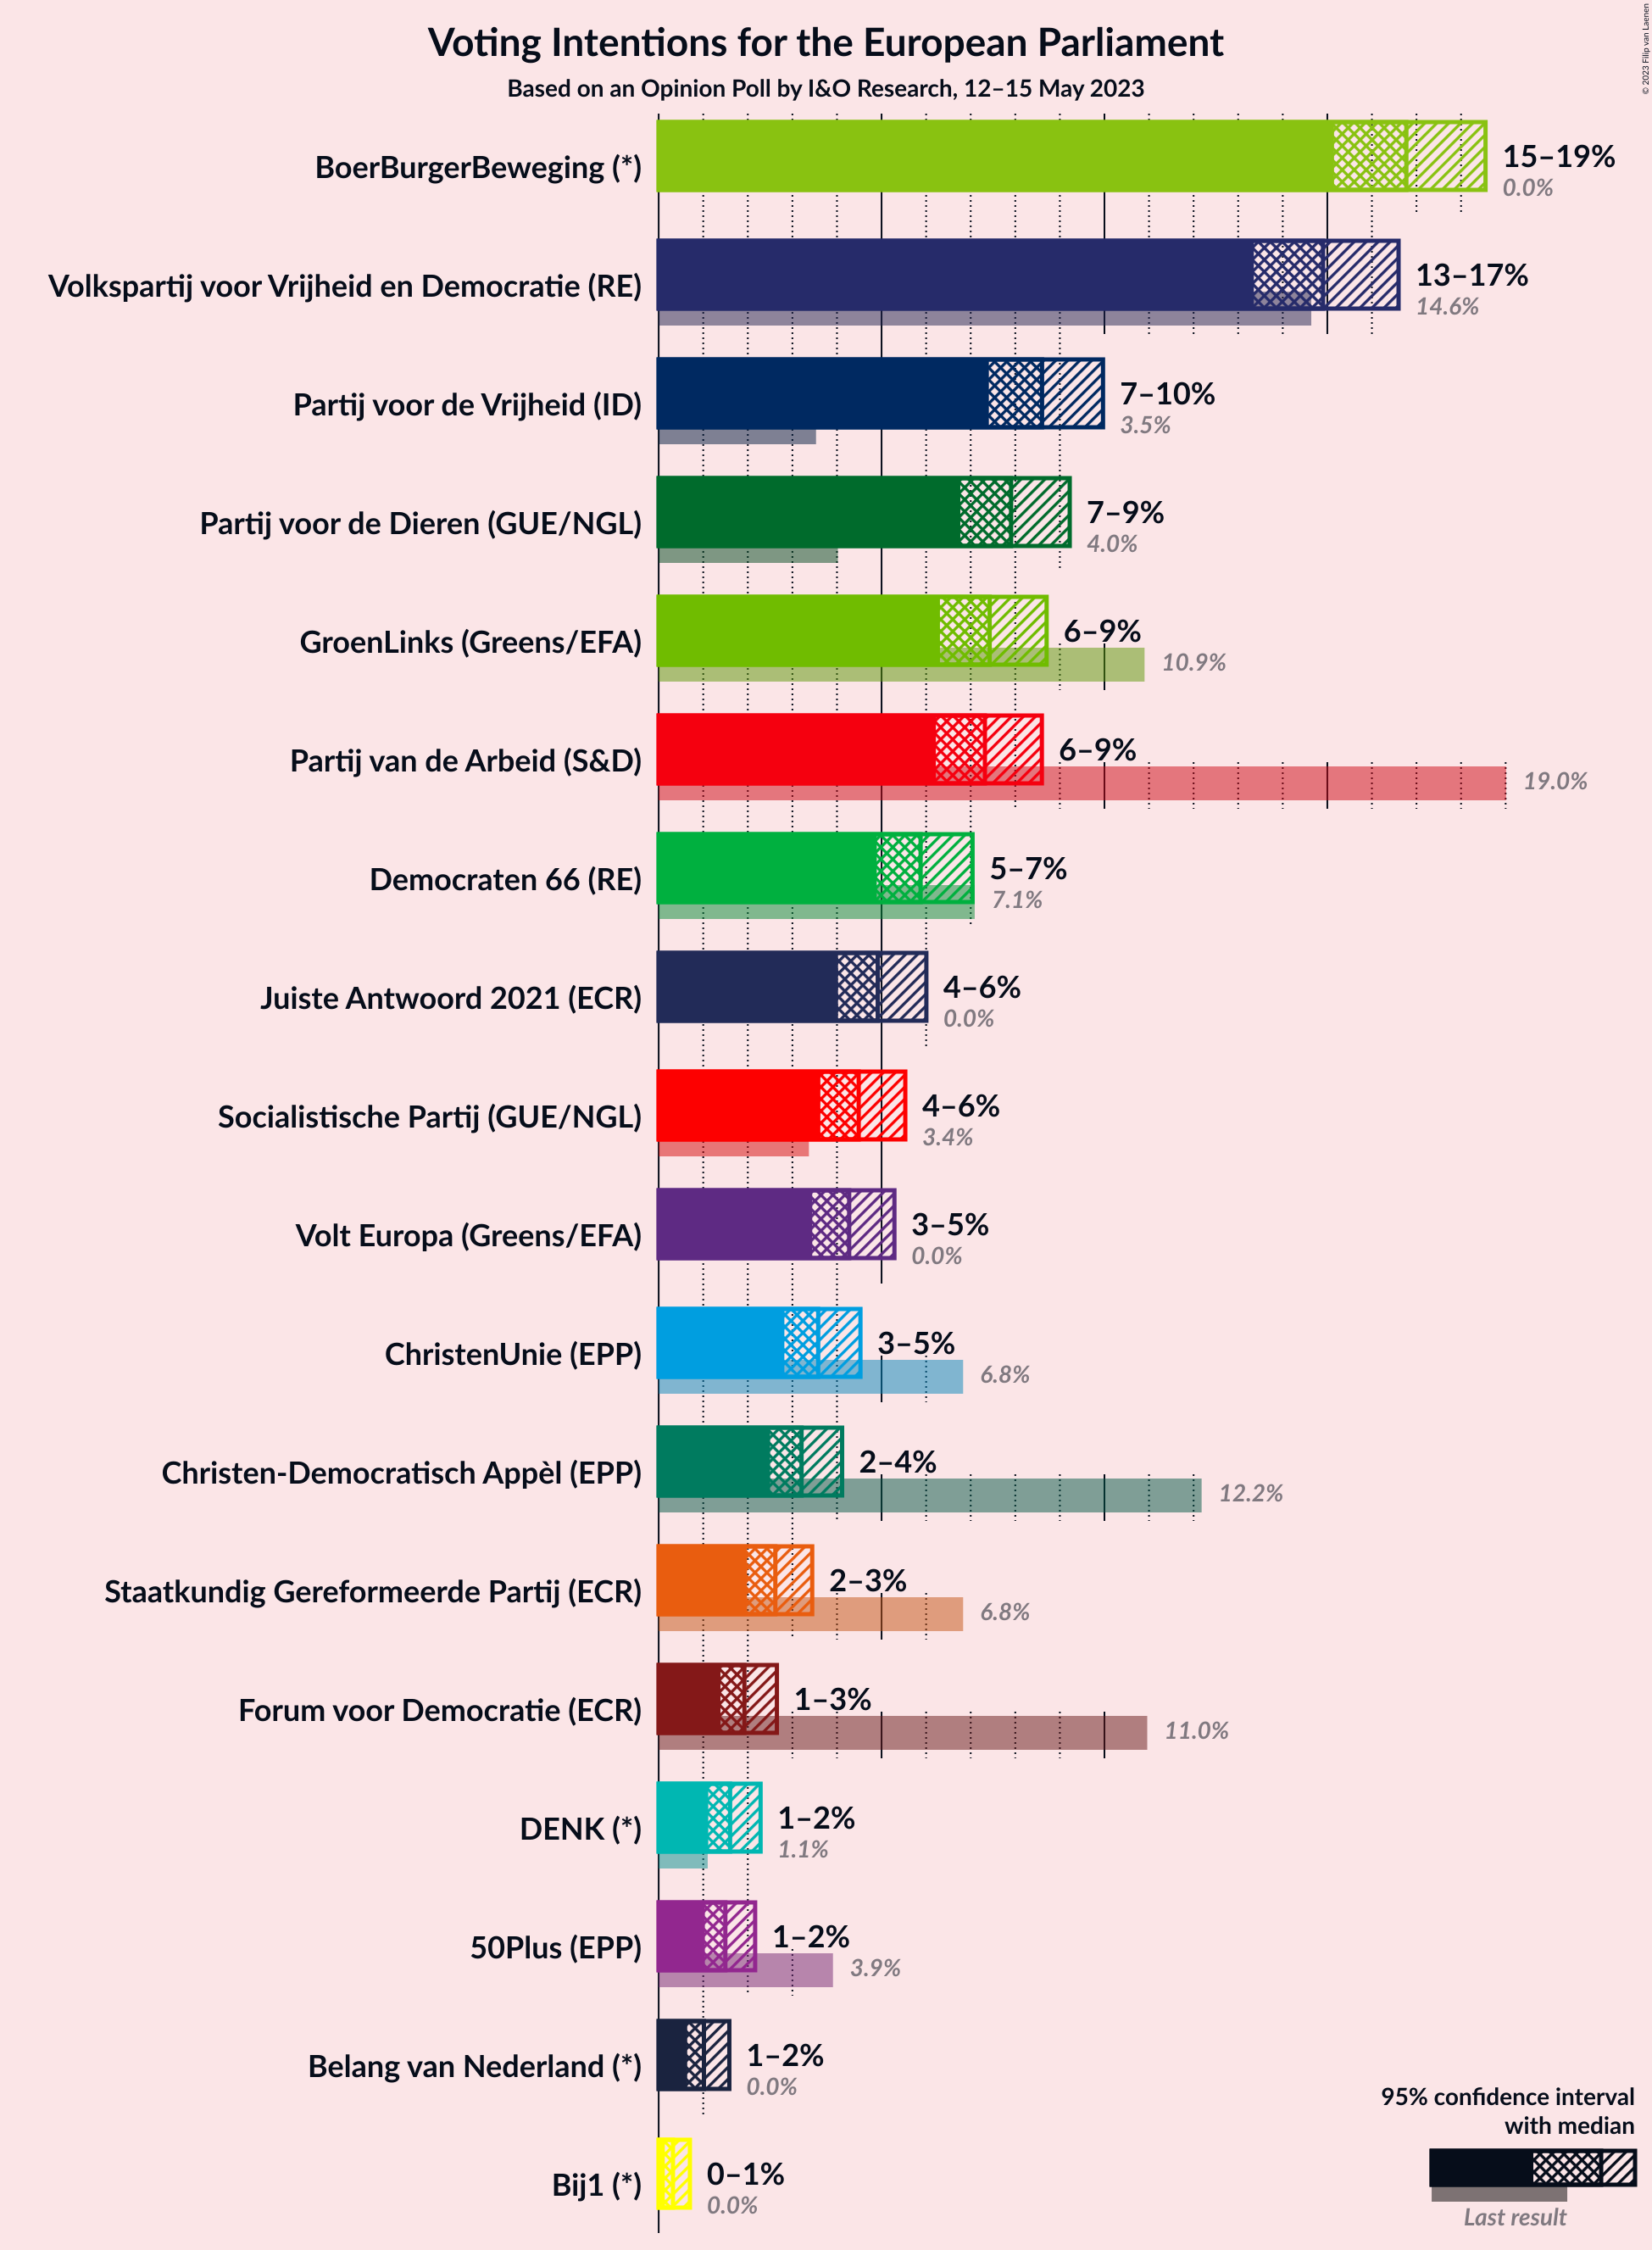 Voting Intentions for the European Parliament
Based on an Opinion Poll by I&O Research, 12–15 May 2023
© 2023 Filip van Laenen
BoerBurgerBeweging (*)
15–19%
0.0%
Volkspartij voor Vrijheid en Democratie (RE)
13–17%
14.6%
Partij voor de Vrijheid (ID)
7–10%
3.5%
Partij voor de Dieren (GUE/NGL)
7–9%
4.0%
GroenLinks (Greens/EFA)
6–9%
10.9%
Partij van de Arbeid (S&D)
6–9%
19.0%
Democraten 66 (RE)
5–7%
7.1%
Juiste Antwoord 2021 (ECR)
4–6%
0.0%
Socialistische Partij (GUE/NGL)
4–6%
3.4%
Volt Europa (Greens/EFA)
3–5%
0.0%
ChristenUnie (EPP)
3–5%
6.8%
Christen-Democratisch Appèl (EPP)
2–4%
12.2%
Staatkundig Gereformeerde Partij (ECR)
2–3%
6.8%
Forum voor Democratie (ECR)
1–3%
11.0%
DENK (*)
1–2%
1.1%
50Plus (EPP)
1–2%
3.9%
Belang van Nederland (*)
1–2%
0.0%
Bij1 (*)
0–1%
0.0%
95% confidence interval
with median
Last result